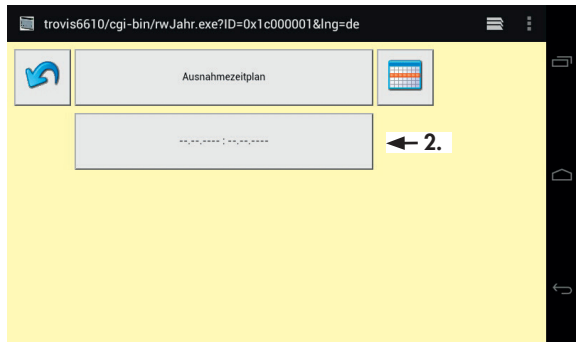 trovis6610/cgi-bin/rwJahr.exe?ID=0x1c000001&lng=de
Ausnahmezeitplan
--.--.---- : --.--.----
2.